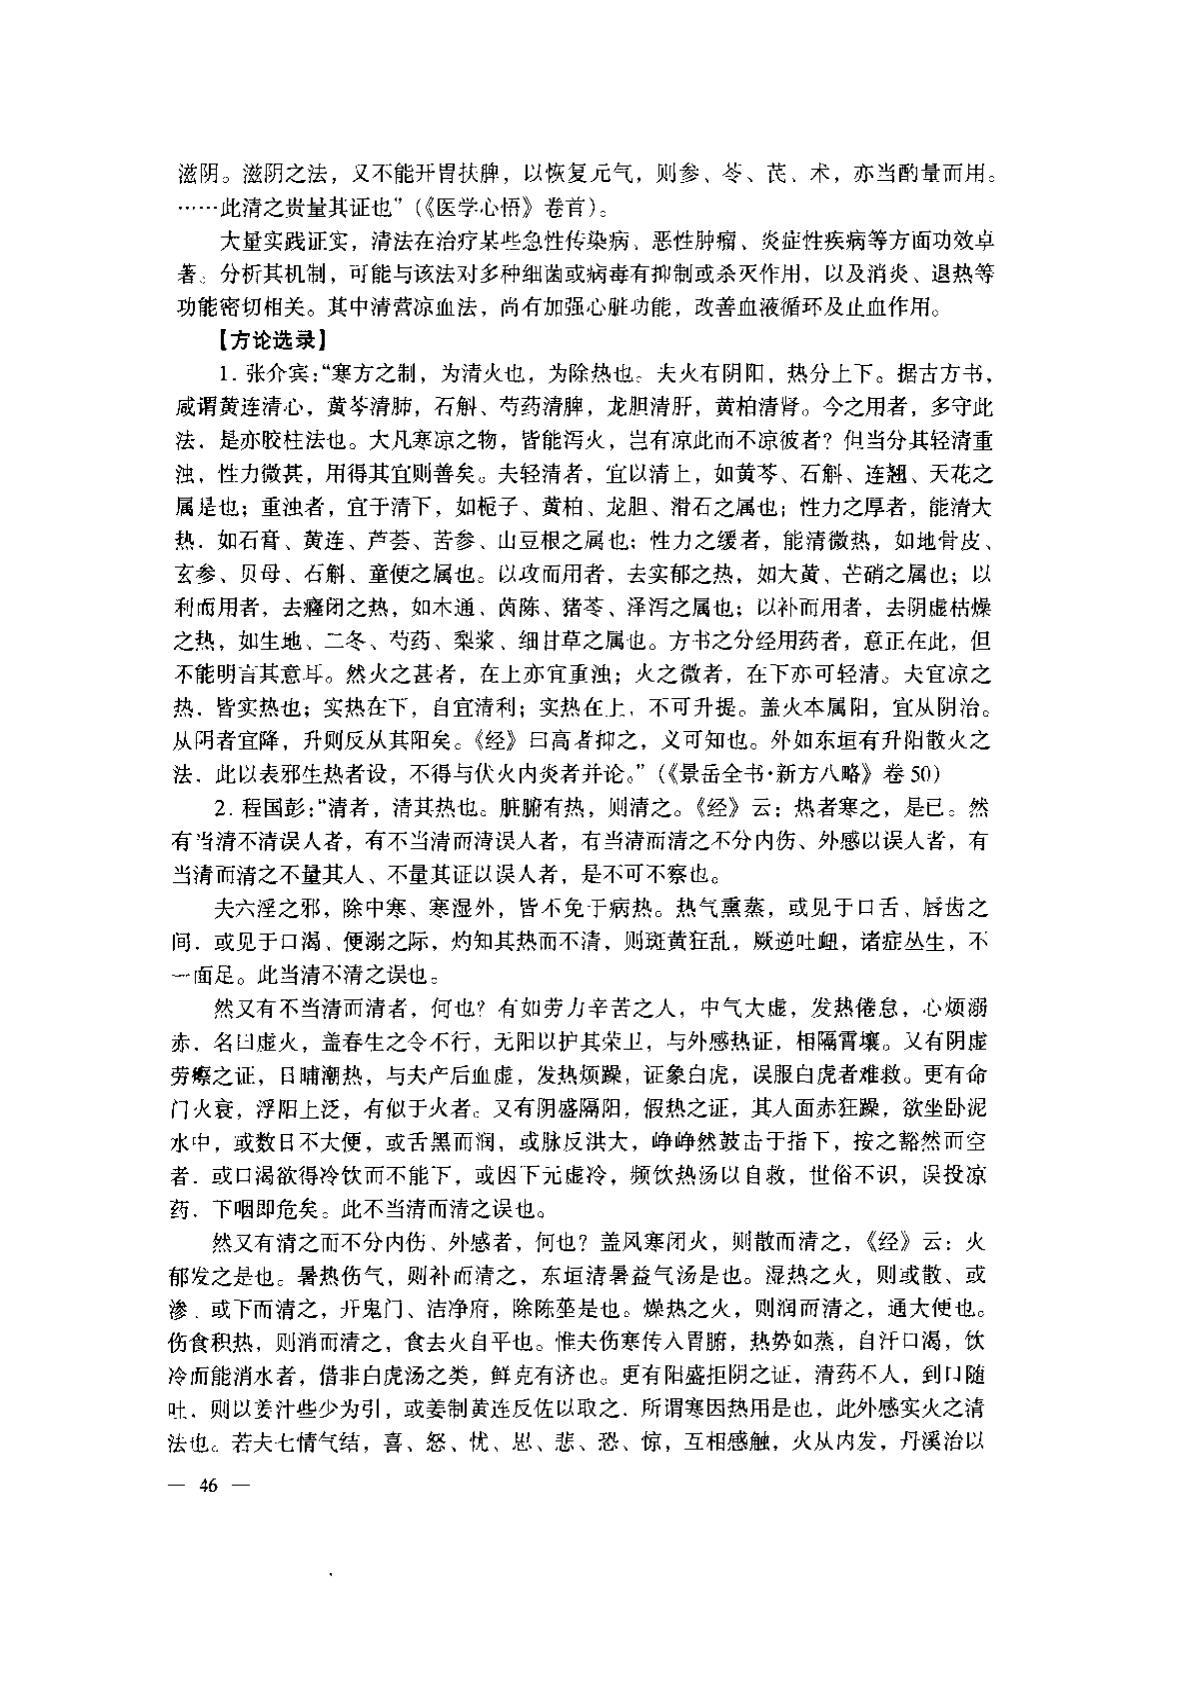 滋阴。滋阴之法，又不能开胃扶脾，以恢复元气，则参、苓、芪、术，亦当酌量而用。
……此清之贵量其证也”（《医学心悟》卷首）。
大量实践证实，清法在治疗某些急性传染病、恶性肿瘤、炎症性疾病等方面功效卓
著。分析其机制，可能与该法对多种细菌或病毒有抑制或杀灭作用，以及消炎、退热等
功能密切相关。其中清营凉血法，尚有加强心脏功能，改善血液循环及止血作用。
【方论选录】
1. 张介宾：“寒方之制，为清火也，为除热也。夫火有阴阳，热分上下。据古方书，
咸谓黄连清心，黄芩清肺，石斛、芍药清脾，龙胆清肝，黄柏清肾。今之用者，多守此
法，是亦胶柱法也。大凡寒凉之物，皆能泻火，岂有凉此而不凉彼者？但当分其轻清重
浊，性力微甚，用得其宜则善矣。夫轻清者，宜以清上，如黄芩、石斛、连翘、天花之
属是也；重浊者，宜于清下，如栀子、黄柏、龙胆、滑石之属也；性力之厚者，能清大
热，如石膏、黄连、芦荟、苦参、山豆根之属也；性力之缓者，能清微热，如地骨皮、
玄参、贝母、石斛、童便之属也。以攻而用者，去实郁之热，如大黄、芒硝之属也；以
利而用者，去癃闭之热，如木通、茵陈、猪苓、泽泻之属也；以补而用者，去阴虚枯燥
之热，如生地、二冬、芍药、梨浆、细甘草之属也。方书之分经用药者，意正在此，但
不能明言其意耳。然火之甚者，在上亦宜重浊；火之微者，在下亦可轻清。夫宜凉之
热，皆实热也；实热在下，自宜清利；实热在上，不可升提。盖火本属阳，宜从阴治。
从阴者宜降，升则反从其阳矣。《经》曰高者抑之，义可知也。外如东垣有升阳散火之
法，此以表邪生热者设，不得与伏火内炎者并论。”（《景岳全书·新方八略》卷 50）
2. 程国彭：“清者，清其热也。脏腑有热，则清之。《经》云：热者寒之，是已。然
有当清不清误人者，有不当清而清误人者，有当清而清之不分内伤、外感以误人者，有
当清而清之不量其人、不量其证以误人者，是不可不察也。
夫六淫之邪，除中寒、寒湿外，皆不免于病热。热气熏蒸，或见于口舌、唇齿之
间，或见于口渴、便溺之际，灼知其热而不清，则斑黄狂乱，厥逆吐衄，诸症丛生，不
一而足。此当清不清之误也。
然又有不当清而清者，何也？有如劳力辛苦之人，中气大虚，发热倦怠，心烦溺
赤，名曰虚火，盖春生之令不行，无阳以护其荣卫，与外感热证，相隔霄壤。又有阴虚
劳瘵之证，日晡潮热，与夫产后血虚，发热烦躁，证象白虎，误服白虎者难救。更有命
门火衰，浮阳上泛，有似于火者。又有阴盛隔阳，假热之证，其人面赤狂躁，欲坐卧泥
水中，或数日不大便，或舌黑而润，或脉反洪大，峥峥然鼓击于指下，按之豁然而空
者，或口渴欲得冷饮而不能下，或因下元虚冷，频饮热汤以自救，世俗不识，误投凉
药，下咽即危矣。此不当清而清之误也。
然又有清之而不分内伤、外感者，何也？盖风寒闭火，则散而清之，《经》云：火
郁发之是也。暑热伤气，则补而清之，东垣清暑益气汤是也。湿热之火，则或散、或
渗、或下而清之，开鬼门、洁净府，除陈莝是也。燥热之火，则润而清之，通大便也。
伤食积热，则消而清之，食去火自平也。惟夫伤寒传入胃腑，热势如蒸，自汗口渴，饮
冷而能消水者，借非白虎汤之类，鲜克有济也。更有阳盛拒阴之证，清药不入，到口随
吐，则以姜汁些少为引，或姜制黄连反佐以取之，所谓寒因热用是也，此外感实火之清
法也。若夫七情气结，喜、怒、忧、思、悲、恐、惊，互相感触，火从内发，丹溪治以
— 46 —